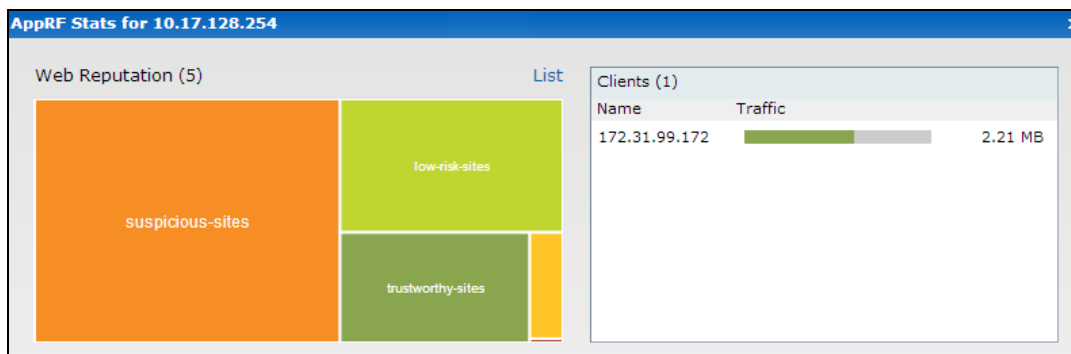 AppRF Stats for 10.17.128.254
Web Reputation (5) List
suspicious-sites
low-risk-sites
trustworthy-sites
Clients (1)
Name Traffic
172.31.99.172 2.21 MB